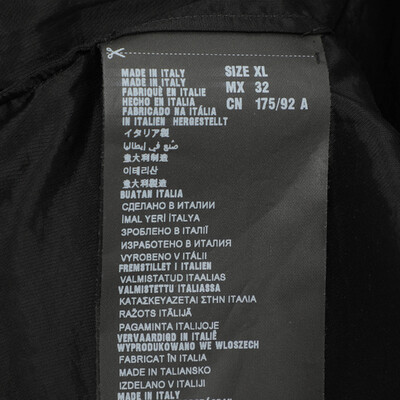 MADE IN ITALY
MADE IN ITALY
FABRIQUÉ EN ITALIE
HECHO EN ITALIA
FABRICADO NA ITÁLIA
IN ITALIEN HERGESTELLT
SIZE XL
MX 32
CN 175/92 A
イタリア製
صنع في إيطاليا
意大利制造
이테리산
意大利製造
BUATAN ITALIA
СДЕЛАНО В ИТАЛИИ
İMAL YERİ İTALYA
ЗРОБЛЕНО В ІТАЛІЇ
ИЗРАБОТЕНО В ИТАЛИЯ
VYROBENO V ITÁLII
FREMSTILLET I ITALIEN
VALMISTATUD ITAALIAS
VALMISTETTU ITALIASSA
ΚΑΤΑΣΚΕΥΑΖΕΤΑΙ ΣΤΗΝ ΙΤΑΛΙΑ
RAŽOTS ITĀLIJĀ
PAGAMINTA ITALIJOJE
VERVAARDIGD IN ITALIË
WYPRODUKOWANO WE WŁOSZECH
FABRICAT ÎN ITALIA
MADE IN TALIANSKO
IZDELANO V ITALIJI
MADE IN ITALY